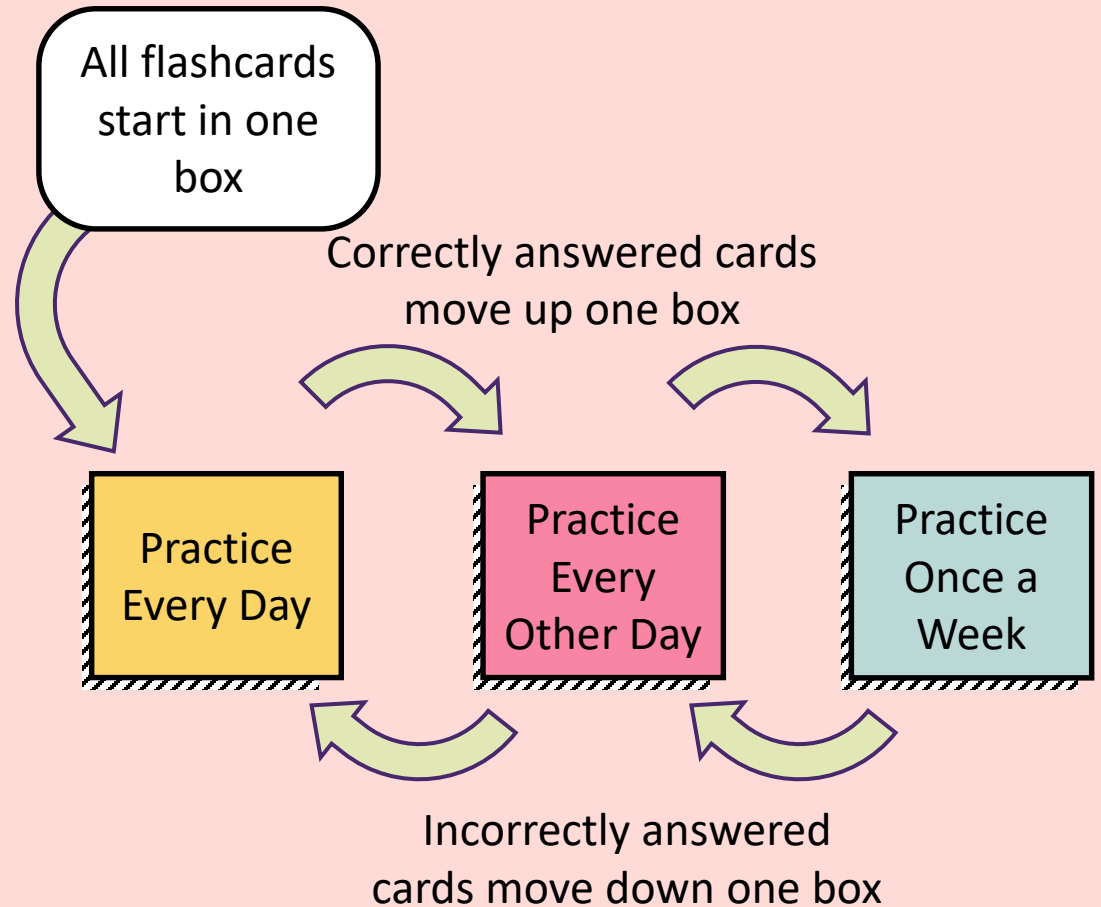 All flashcards
start in one
box
Correctly answered cards
move up one box
Practice
Every Day
Practice
Every
Other Day
Practice
Once a
Week
Incorrectly answered
cards move down one box